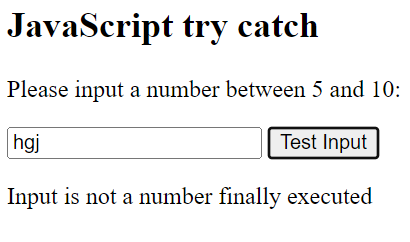 JavaScript try catch
Please input a number between 5 and 10:
hgj Test Input
Input is not a number finally executed